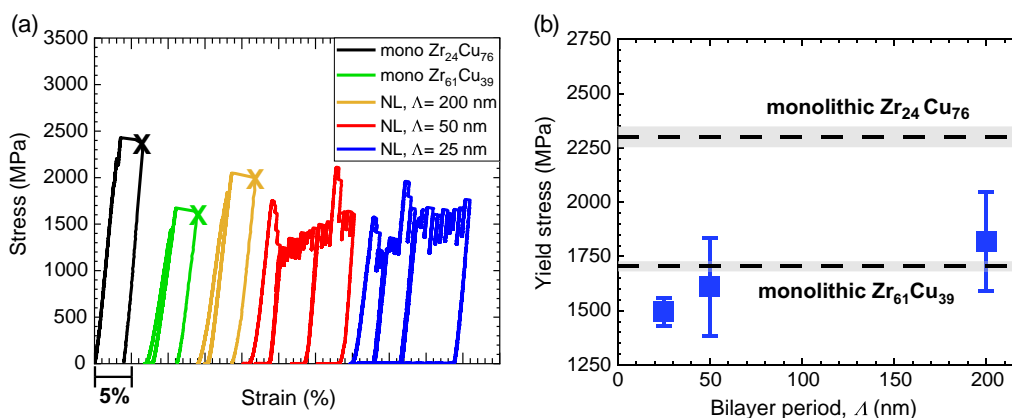 (a)
3500
3000
2500
2000
1500
1000
500
0
Stress (MPa)
mono Zr24Cu76
mono Zr61Cu39
NL, Λ= 200 nm
NL, Λ= 50 nm
NL, Λ= 25 nm
X
X
X
5%
Strain (%)
(b)
2750
2500
2250
2000
1750
1500
1250
Yield stress (MPa)
monolithic Zr24 Cu76
monolithic Zr61Cu39
0 50 100 150 200
Bilayer period, Λ (nm)